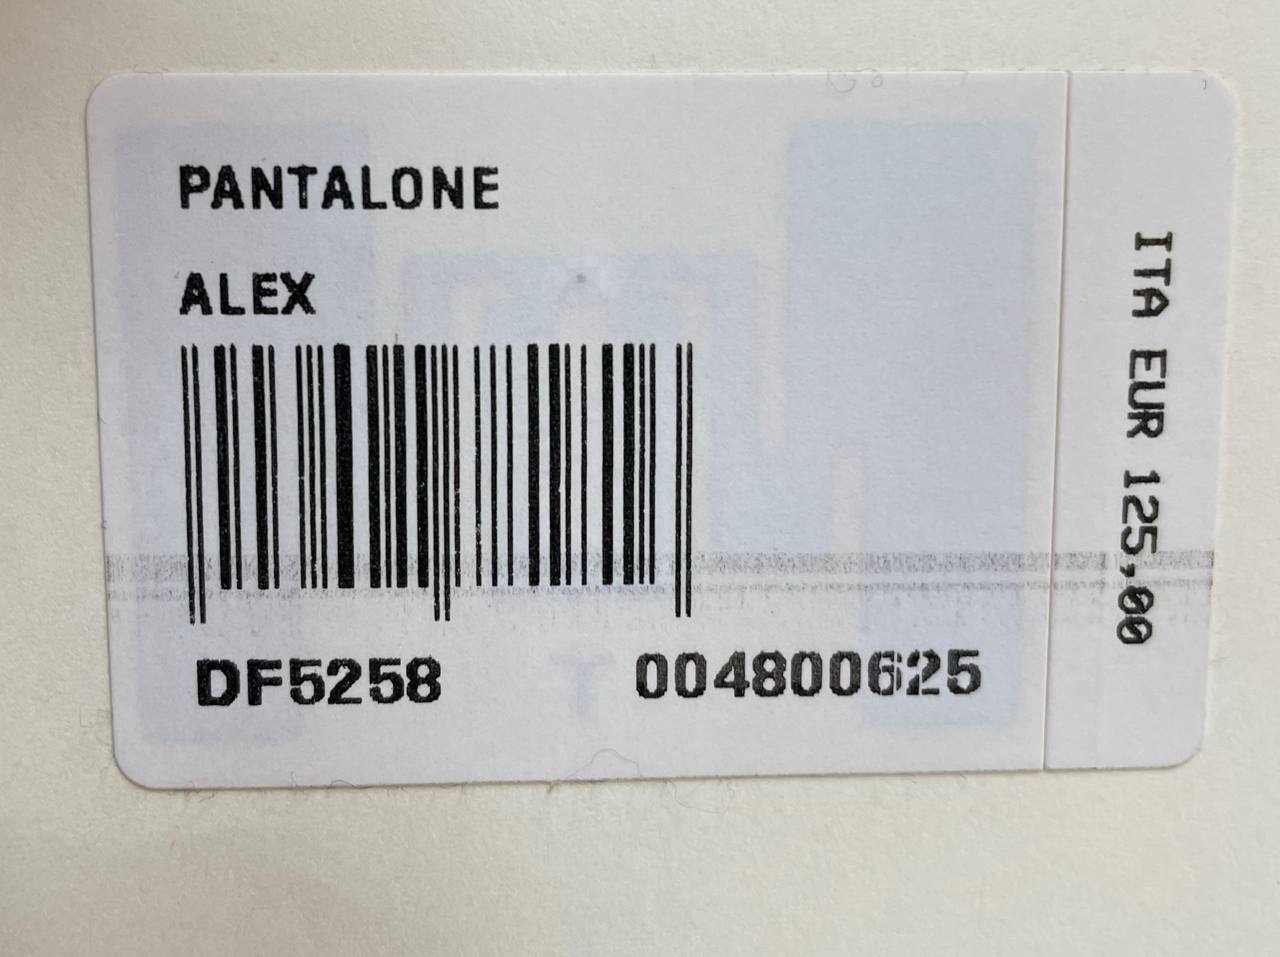 PANTALONE
ALEX
DF5258 004800625
ITA EUR 125,00